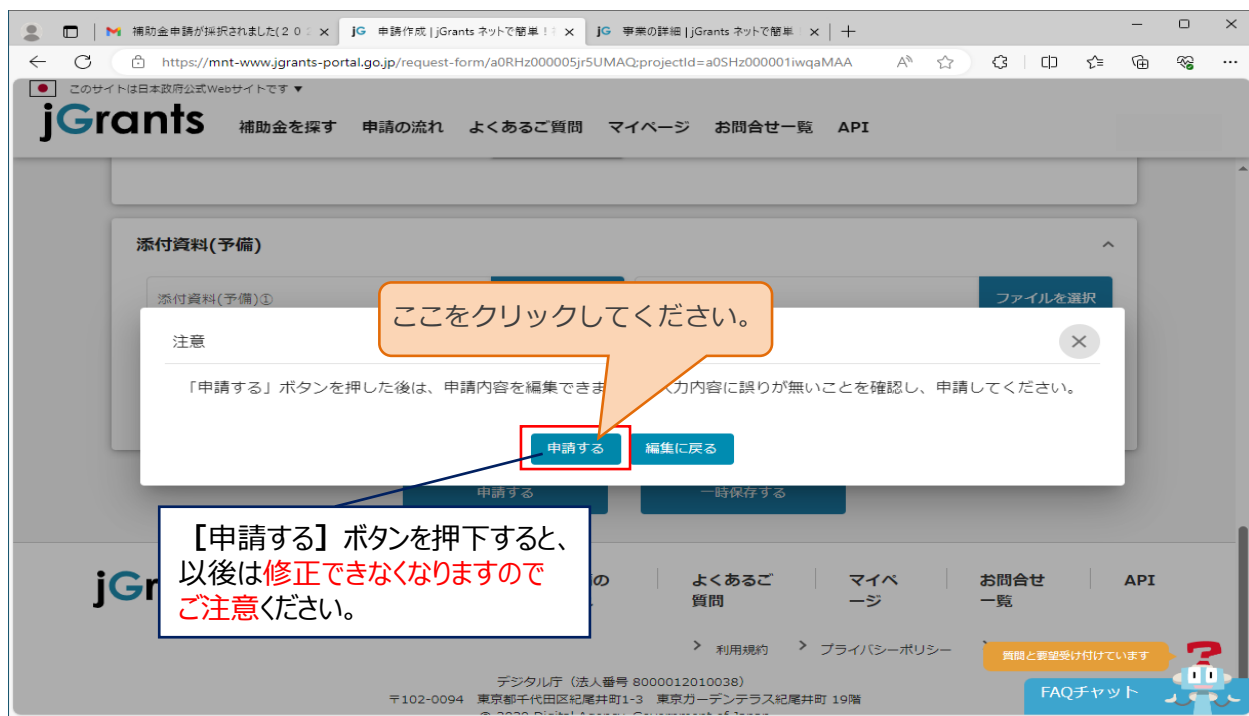 補助金申請が採択されました(２０
申請作成 | jGrants ネットで簡単！
事業の詳細 | jGrants ネットで簡単
https://mnt-www.jgrants-portal.go.jp/request-form/a0RHz000005jr5UMAQ;projectId=a0SHz000001iwqaMAA
このサイトは日本政府公式Webサイトです ▼
jGrants 補助金を探す 申請の流れ よくあるご質問 マイページ お問合せ一覧 API
添付資料(予備)
添付資料(予備)①
ファイルを選択
ここをクリックしてください。
注意
「申請する」ボタンを押した後は、申請内容を編集できま
力内容に誤りが無いことを確認し、申請してください。
申請する 編集に戻る
申請する 一時保存する
［申請する］ボタンを押下すると、
以後は修正できなくなりますので
ご注意ください。
jGr
の
よくあるご
質問
マイペ
ージ
お問合せ
一覧
API
利用規約 プライバシーポリシー
質問と要望受け付けています
FAQチャット
デジタル庁（法人番号 8000012010038）
〒102-0094 東京都千代田区紀尾井町1-3 東京ガーデンテラス紀尾井町 19階
© 2020 Digital Agency, Government of Japan